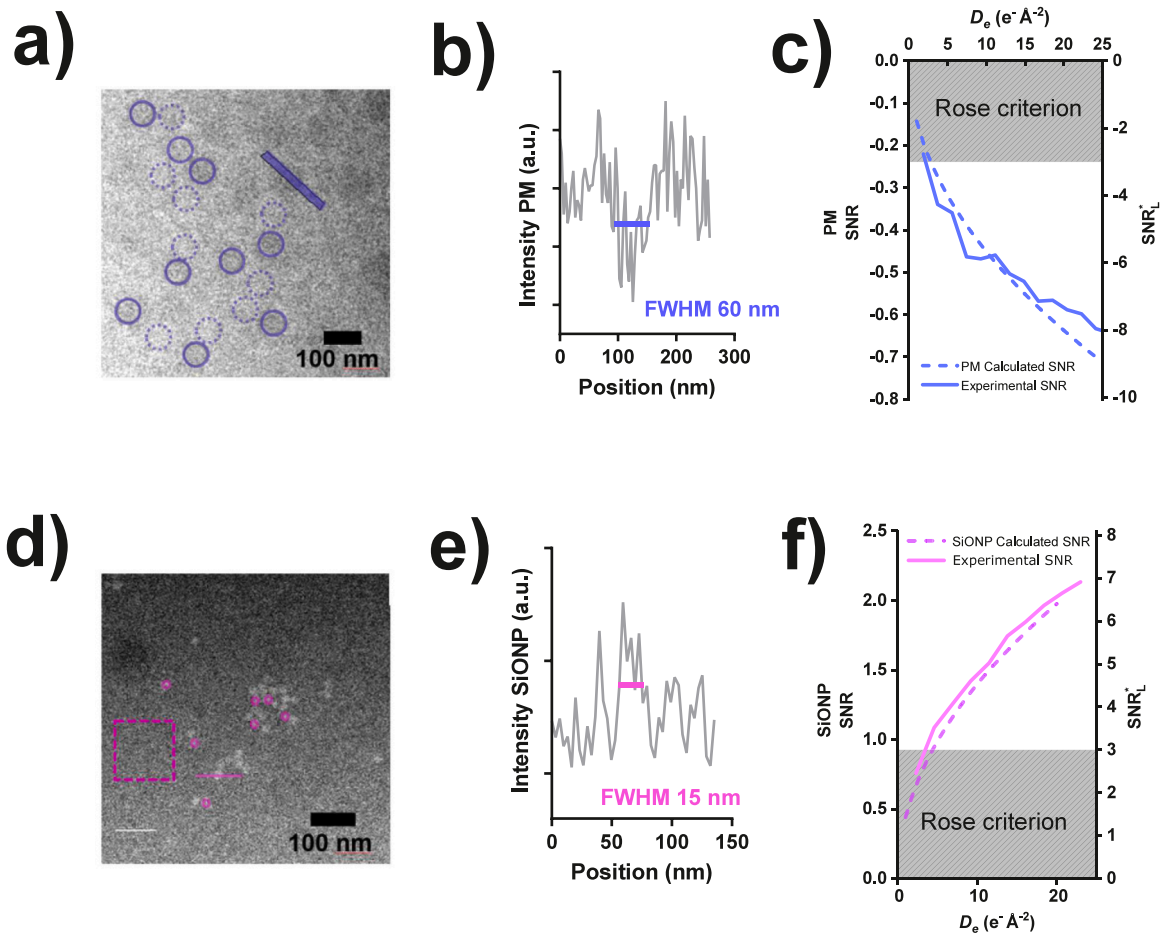 a)
100 nm
b)
Intensity PM (a.u.)
FWHM 60 nm
0 100 200 300
Position (nm)
c)
D_e (e⁻ Å⁻²)
0 5 10 15 20 25
0.0
-0.1
-0.2
-0.3
-0.4
-0.5
-0.6
-0.7
-0.8
PM
SNR
0
-2
-4
-6
-8
-10
SNR*_L
Rose criterion
PM Calculated SNR
Experimental SNR
d)
100 nm
e)
Intensity SiONP (a.u.)
FWHM 15 nm
0 50 100 150
Position (nm)
f)
2.5
2.0
1.5
1.0
0.5
0.0
SiONP
SNR
8
7
6
5
4
3
2
1
0
SNR*_L
SiONP Calculated SNR
Experimental SNR
Rose criterion
0 10 20
D_e (e⁻ Å⁻²)